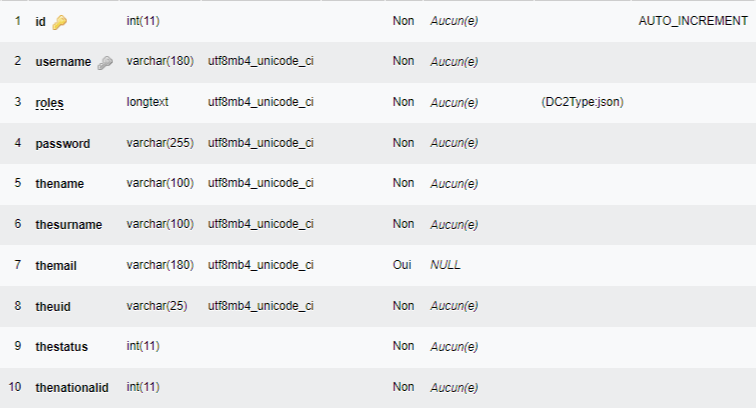 1 id int(11) Non Aucun(e) AUTO_INCREMENT
2 username varchar(180) utf8mb4_unicode_ci Non Aucun(e)
3 roles longtext utf8mb4_unicode_ci Non Aucun(e) (DC2Type:json)
4 password varchar(255) utf8mb4_unicode_ci Non Aucun(e)
5 thename varchar(100) utf8mb4_unicode_ci Non Aucun(e)
6 thesurname varchar(100) utf8mb4_unicode_ci Non Aucun(e)
7 themail varchar(180) utf8mb4_unicode_ci Oui NULL
8 theuid varchar(25) utf8mb4_unicode_ci Non Aucun(e)
9 thestatus int(11) Non Aucun(e)
10 thenationalid int(11) Non Aucun(e)